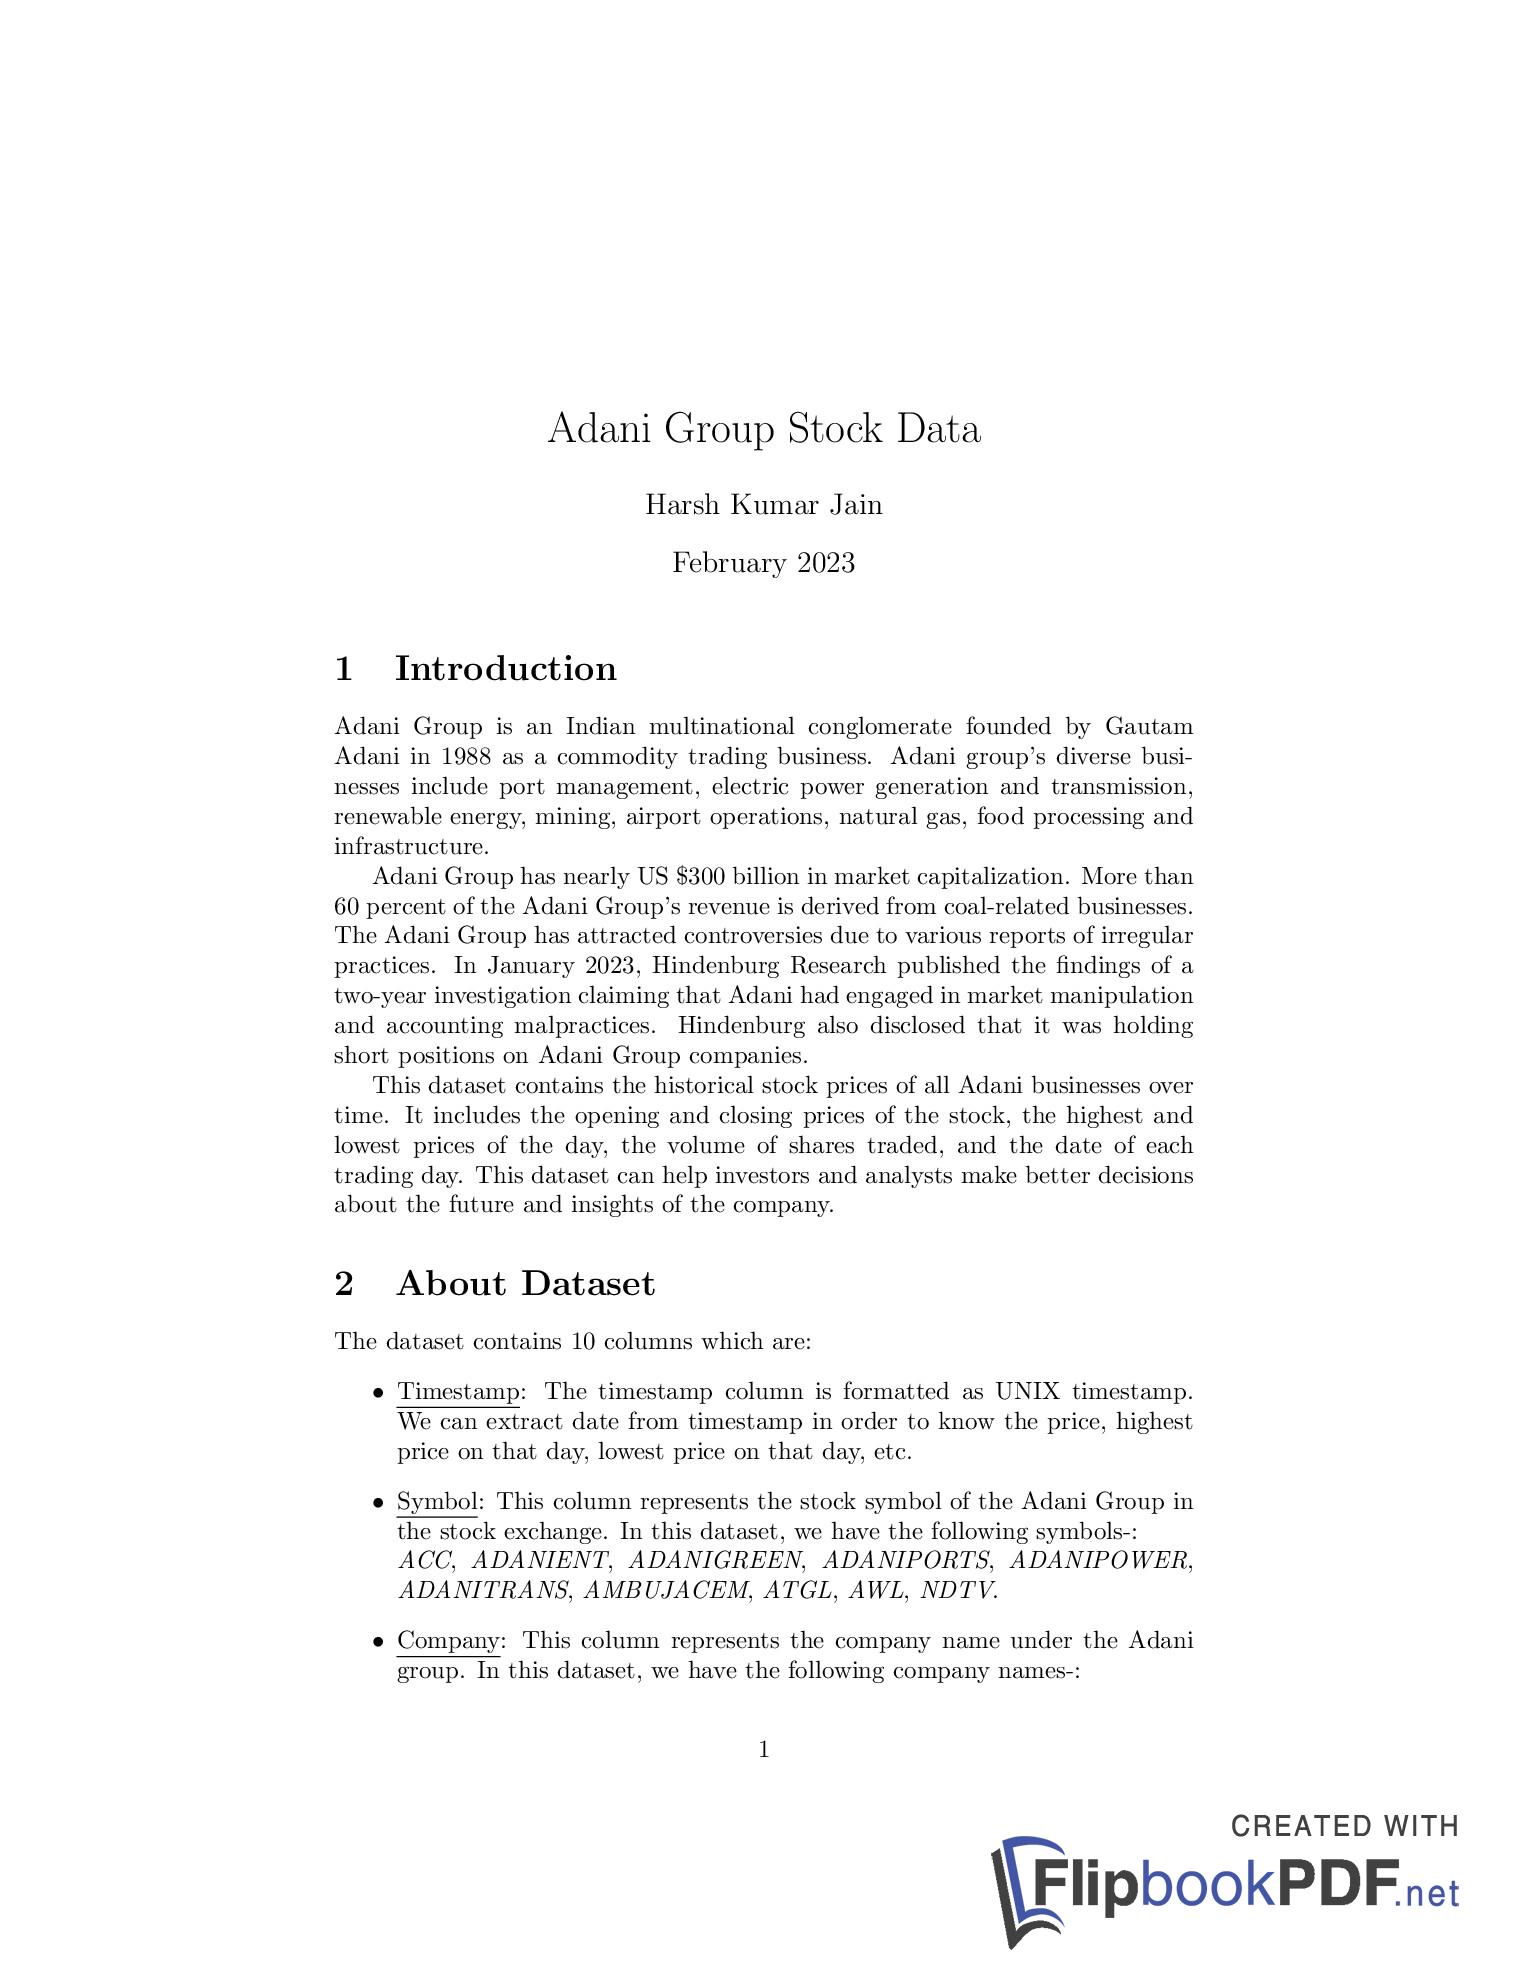 Adani Group Stock Data
Harsh Kumar Jain
February 2023
1 Introduction
Adani Group is an Indian multinational conglomerate founded by Gautam
Adani in 1988 as a commodity trading business. Adani group's diverse busi-
nesses include port management, electric power generation and transmission,
renewable energy, mining, airport operations, natural gas, food processing and
infrastructure.
Adani Group has nearly US $300 billion in market capitalization. More than
60 percent of the Adani Group's revenue is derived from coal-related businesses.
The Adani Group has attracted controversies due to various reports of irregular
practices. In January 2023, Hindenburg Research published the findings of a
two-year investigation claiming that Adani had engaged in market manipulation
and accounting malpractices. Hindenburg also disclosed that it was holding
short positions on Adani Group companies.
This dataset contains the historical stock prices of all Adani businesses over
time. It includes the opening and closing prices of the stock, the highest and
lowest prices of the day, the volume of shares traded, and the date of each
trading day. This dataset can help investors and analysts make better decisions
about the future and insights of the company.
2 About Dataset
The dataset contains 10 columns which are:
• Timestamp: The timestamp column is formatted as UNIX timestamp.
We can extract date from timestamp in order to know the price, highest
price on that day, lowest price on that day, etc.
• Symbol: This column represents the stock symbol of the Adani Group in
the stock exchange. In this dataset, we have the following symbols-:
ACC, ADANIENT, ADANIGREEN, ADANIPORTS, ADANIPOWER,
ADANITRANS, AMBUJACEM, ATGL, AWL, NDTV.
• Company: This column represents the company name under the Adani
group. In this dataset, we have the following company names-:
1
CREATED WITH
FlipbookPDF.net